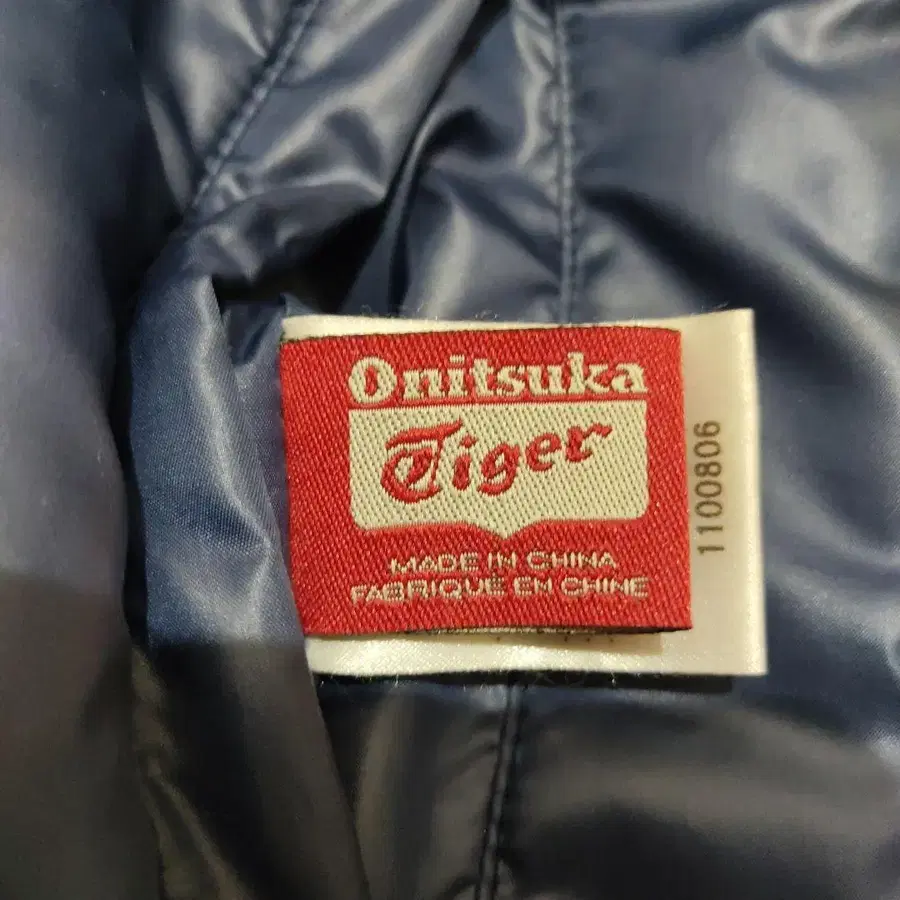 Onitsuka
Tiger
MADE IN CHINA
FABRIQUÉ EN CHINE
1100806